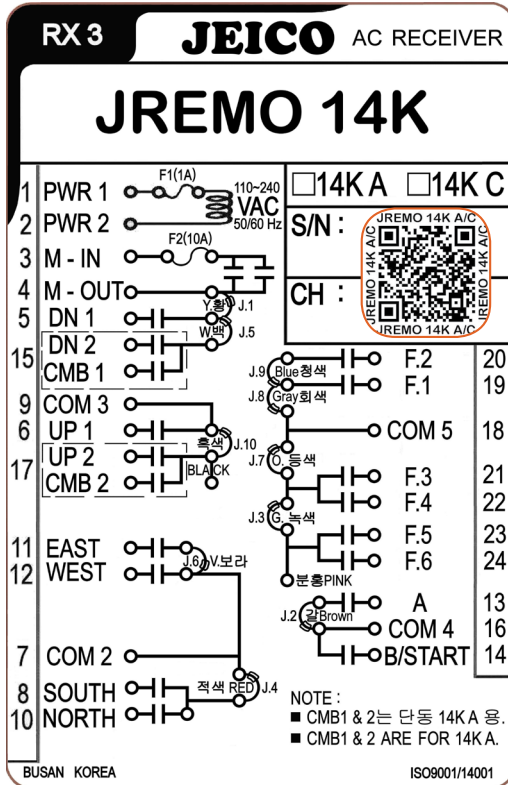 RX 3 JEICO AC RECEIVER
JREMO 14K
F1(1A)
1 PWR 1 110~240 VAC 50/60 Hz
2 PWR 2
□14K A □14K C
S/N :
CH :
JREMO 14K A/C
JREMO 14K A/C
JREMO 14K A/C
JREMO 14K A/C
F2(10A)
3 M - IN
4 M - OUT
Y.황 J.1
5 DN 1
W백 J.5
15 DN 2
CMB 1
9 COM 3
6 UP 1
흑색 J.10
17 UP 2
BLACK
CMB 2
11 EAST
J.6 V.보라
12 WEST
7 COM 2
8 SOUTH
적색 RED J.4
10 NORTH
F.2 20
J.9 Blue청색
F.1 19
J.8 Gray회색
COM 5 18
J.7 O. 등색
F.3 21
F.4 22
J.3 G. 녹색
F.5 23
F.6 24
분홍PINK
A 13
J.2 갈Brown
COM 4 16
B/START 14
NOTE :
■ CMB1 & 2는 단동 14K A 용.
■ CMB1 & 2 ARE FOR 14K A.
BUSAN KOREA ISO9001/14001